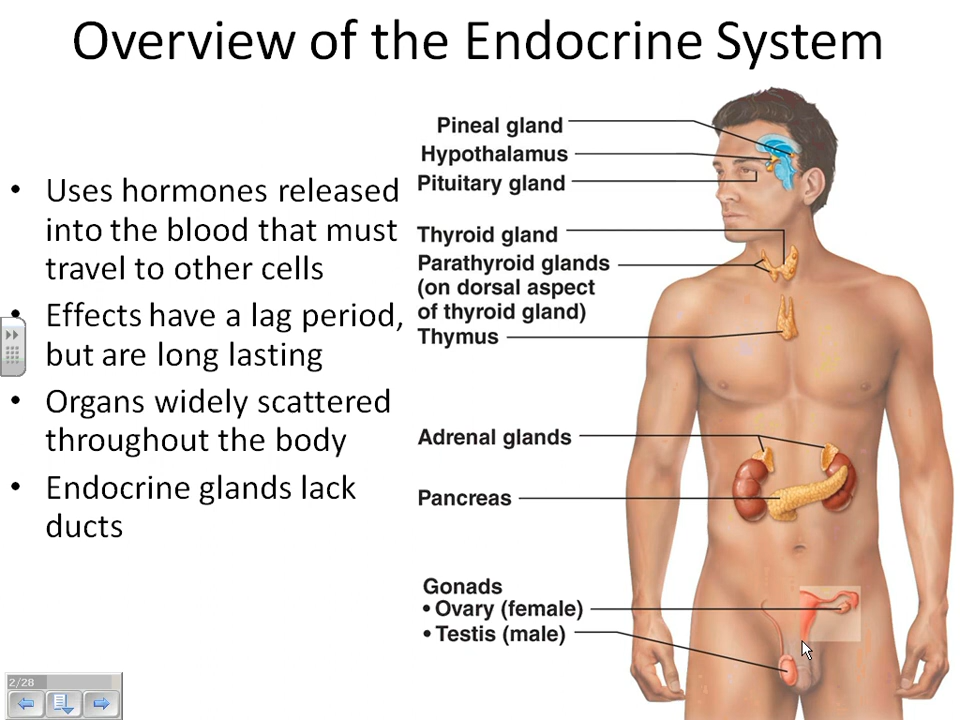 Overview of the Endocrine System
• Uses hormones released
into the blood that must
travel to other cells
• Effects have a lag period,
but are long lasting
• Organs widely scattered
throughout the body
• Endocrine glands lack
ducts
Pineal gland
Hypothalamus
Pituitary gland
Thyroid gland
Parathyroid glands
(on dorsal aspect
of thyroid gland)
Thymus
Adrenal glands
Pancreas
Gonads
• Ovary (female)
• Testis (male)
2/28